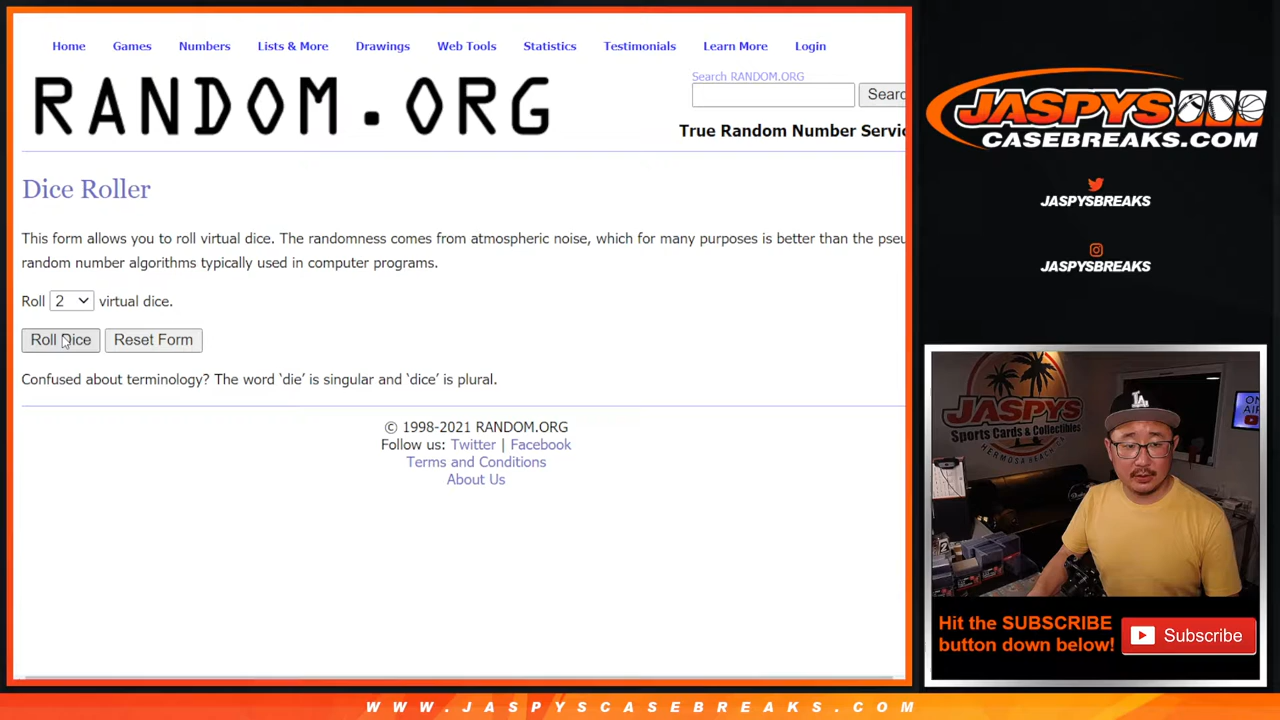 Home Games Numbers Lists & More Drawings Web Tools Statistics Testimonials Learn More Login
RANDOM.ORG
Search RANDOM.ORG
True Random Number Servic
Dice Roller
This form allows you to roll virtual dice. The randomness comes from atmospheric noise, which for many purposes is better than the pseu
random number algorithms typically used in computer programs.
Roll 2 virtual dice.
Roll Dice Reset Form
Confused about terminology? The word ‘die’ is singular and ‘dice’ is plural.
© 1998-2021 RANDOM.ORG
Follow us: Twitter | Facebook
Terms and Conditions
About Us
JASPYS
CASEBREAKS.COM
JASPYSBREAKS
JASPYSBREAKS
JASPYS
Sports Cards & Collectibles
HERMOSA BEACH
LA
ON
AIR
Hit the SUBSCRIBE
button down below!
Subscribe
WWW.JASPYSCASEBREAKS.COM